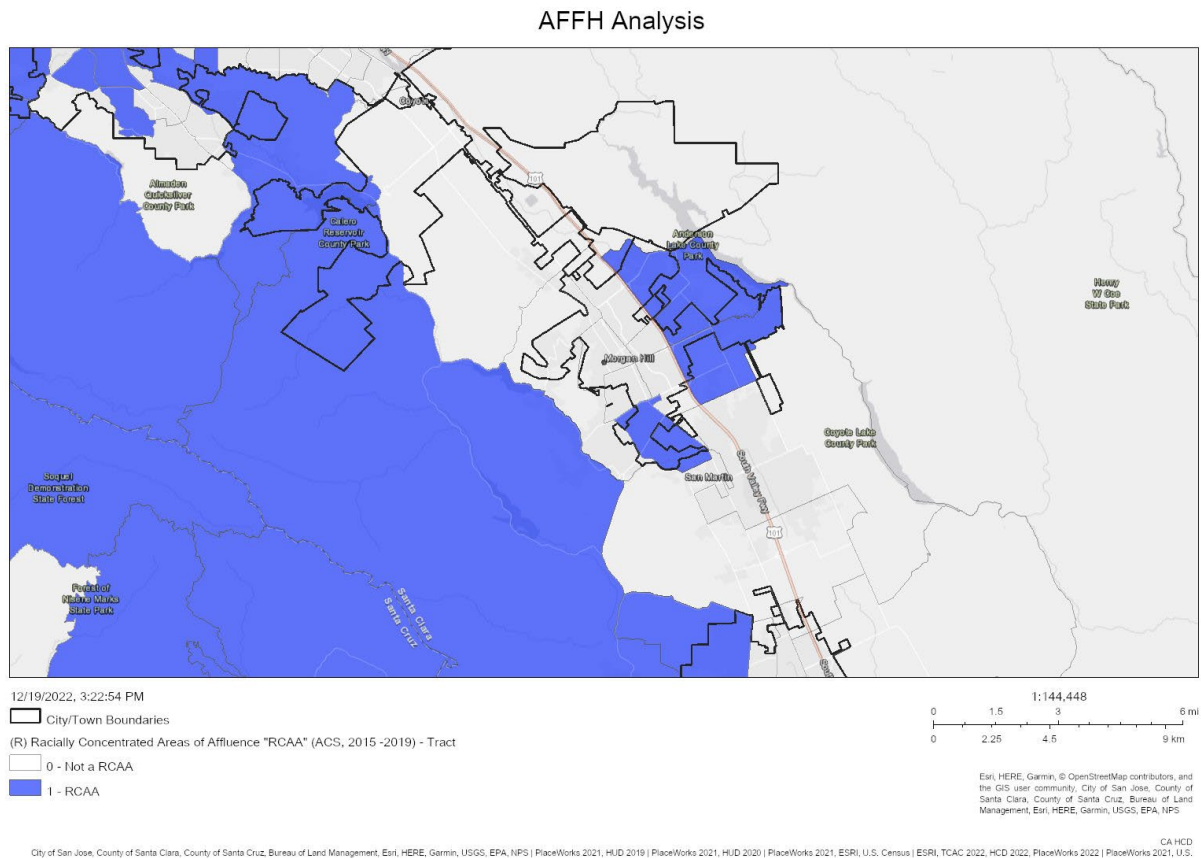 AFFH Analysis
Coyote
101
Almaden
Quicksilver
County Park
Calero
Reservoir
County Park
Anderson
Lake County
Park
Henry
W Coe
State Park
Morgan Hill
Coyote Lake
County Park
San Martin
South Valley Fwy
Soquel
Demonstration
State Forest
101
Forest of
Nisene Marks
State Park
Santa Clara
Santa Cruz
12/19/2022, 3:22:54 PM
City/Town Boundaries
(R) Racially Concentrated Areas of Affluence "RCAA" (ACS, 2015 -2019) - Tract
0 - Not a RCAA
1 - RCAA
1:144,448
0 1.5 3 6 mi
0 2.25 4.5 9 km
Esri, HERE, Garmin, © OpenStreetMap contributors, and
the GIS user community, City of San Jose, County of
Santa Clara, County of Santa Cruz, Bureau of Land
Management, Esri, HERE, Garmin, USGS, EPA, NPS
CA HCD
City of San Jose, County of Santa Clara, County of Santa Cruz, Bureau of Land Management, Esri, HERE, Garmin, USGS, EPA, NPS | PlaceWorks 2021, HUD 2019 | PlaceWorks 2021, HUD 2020 | PlaceWorks 2021, ESRI, U.S. Census | ESRI, TCAC 2022, HCD 2022, PlaceWorks 2022 | PlaceWorks 2021, U.S.